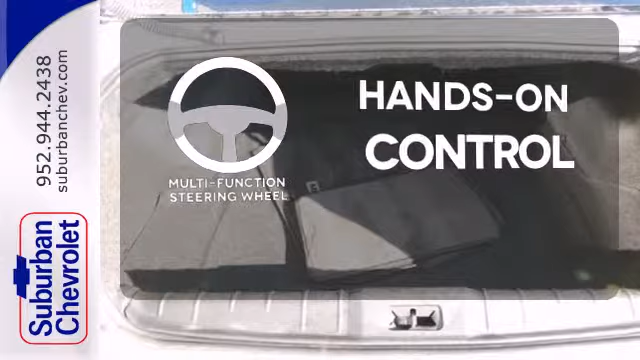 952.944.2438
suburbanchev.com
Suburban
Chevrolet
HANDS-ON
CONTROL
MULTI-FUNCTION
STEERING WHEEL